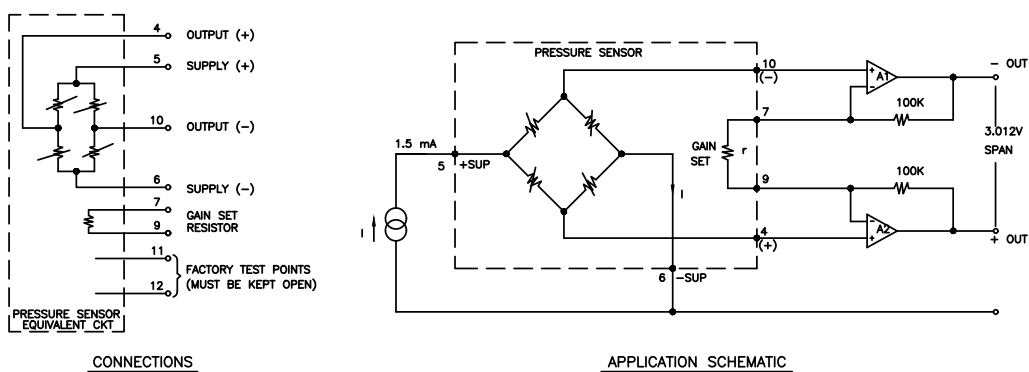 4
OUTPUT (+)
5
SUPPLY (+)
10
OUTPUT (-)
6
SUPPLY (-)
7
GAIN SET
RESISTOR
9
11
FACTORY TEST POINTS
(MUST BE KEPT OPEN)
12
PRESSURE SENSOR
EQUIVALENT CKT
CONNECTIONS
PRESSURE SENSOR
10
(-)
+
A1
-
- OUT
7
100K
1.5 mA
5
+SUP
GAIN
SET
r
3.012V
SPAN
I
9
100K
I
-
A2
+
4
(+)
+ OUT
6
-SUP
APPLICATION SCHEMATIC